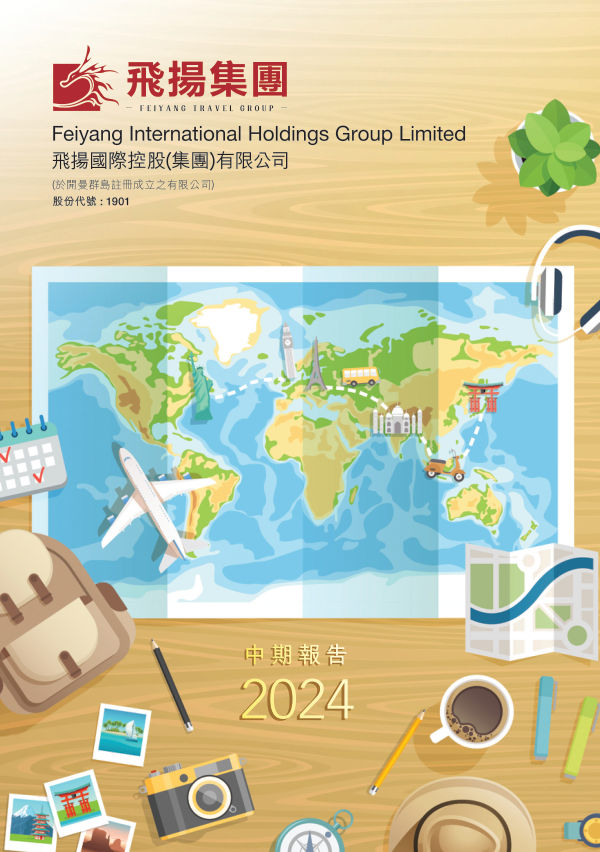 飛揚集團
FEIYANG TRAVEL GROUP
Feiyang International Holdings Group Limited
飛揚國際控股(集團)有限公司
(於開曼群島註冊成立之有限公司)
股份代號 : 1901
中期報告
2024